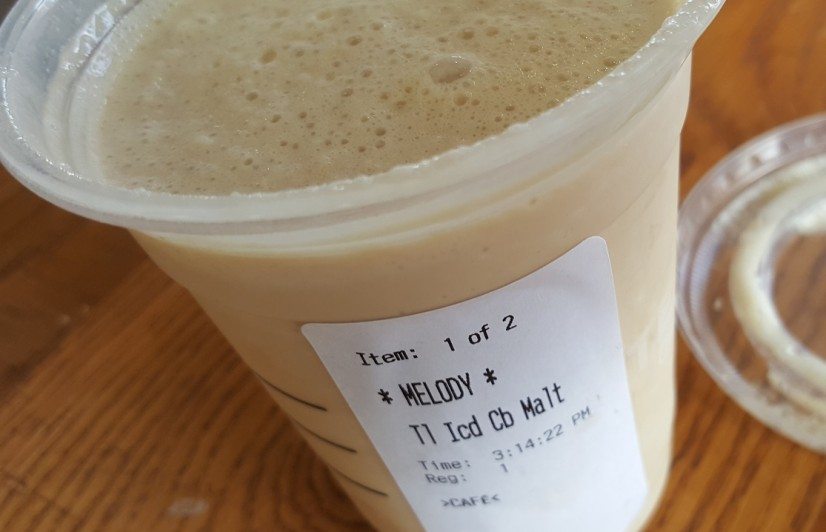 Item: 1 of 2
* MELODY *
Tl Icd Cb Malt
Time: 3:14:22 PM
Reg: 1
>CAFE<